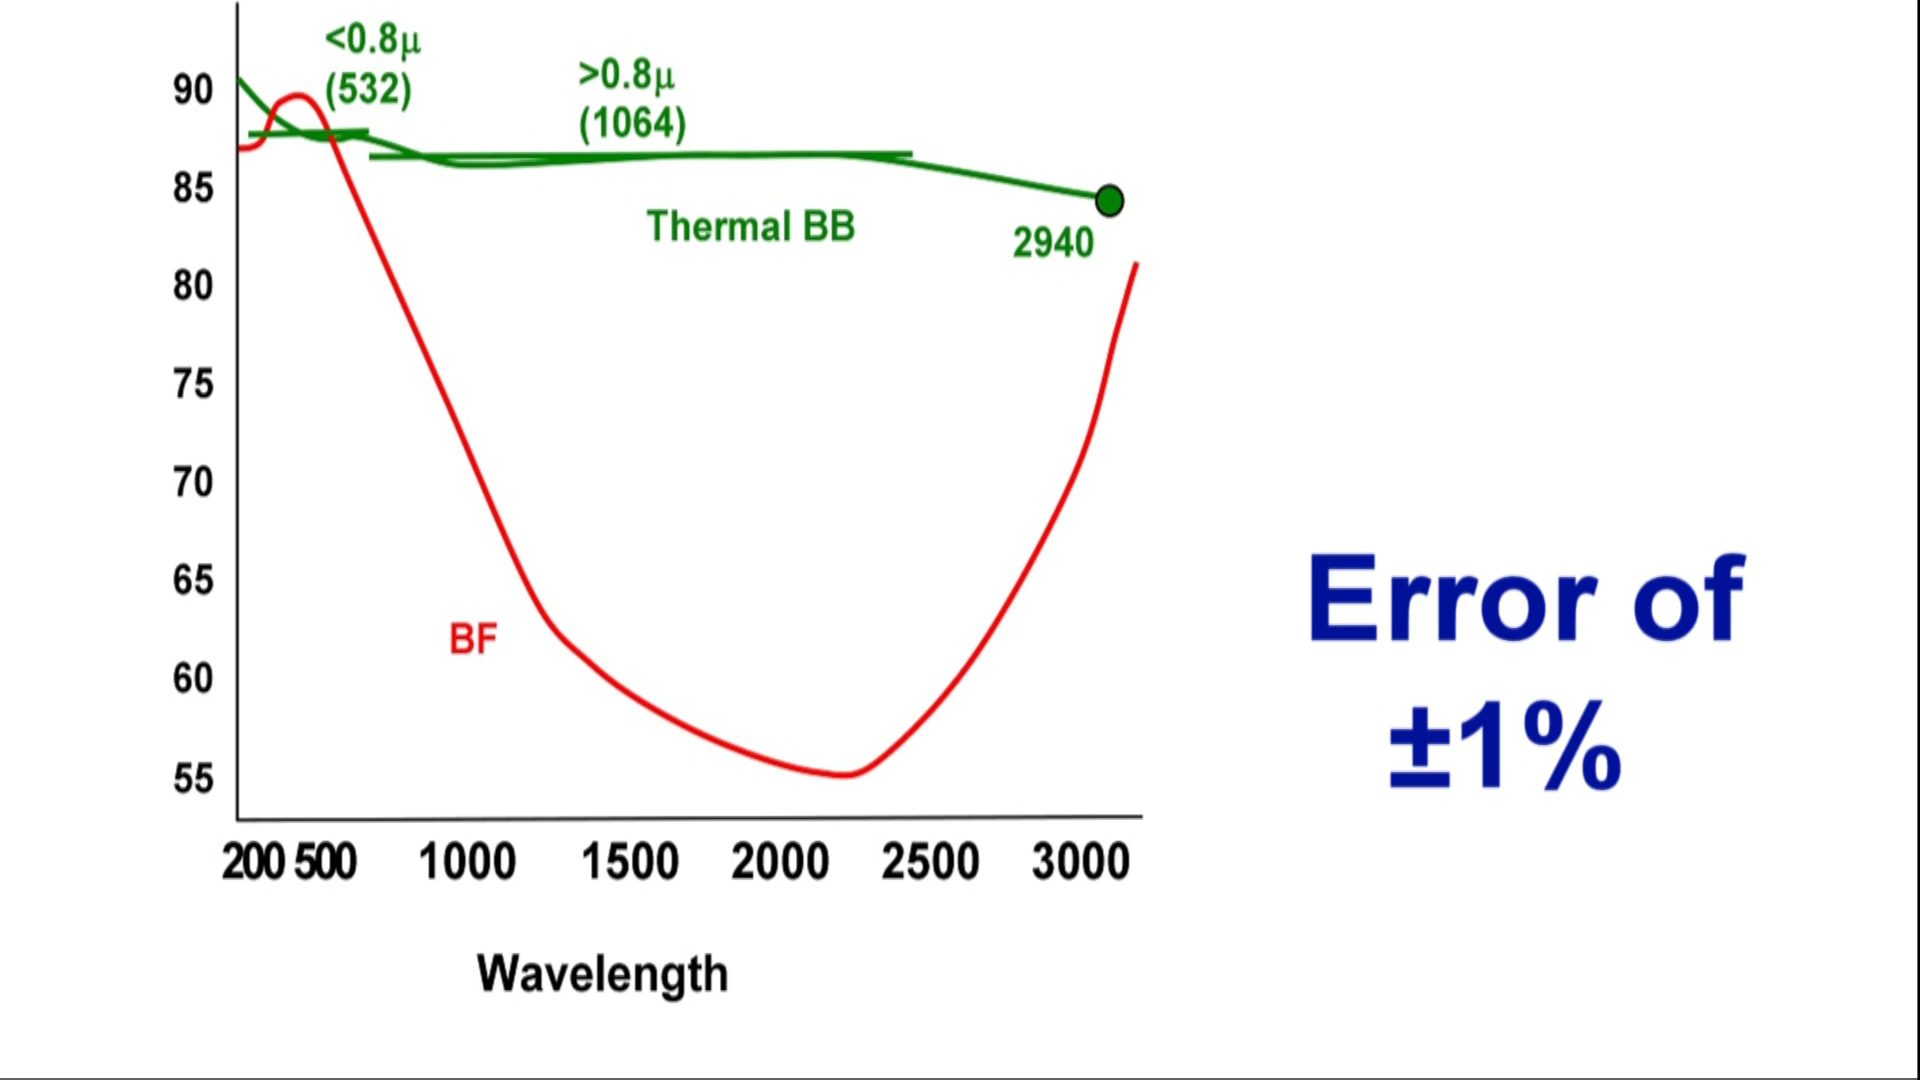 <0.8μ
(532)
>0.8μ
(1064)
90
85
80
75
70
65
60
55
Thermal BB
2940
BF
Error of
±1%
200 500 1000 1500 2000 2500 3000
Wavelength